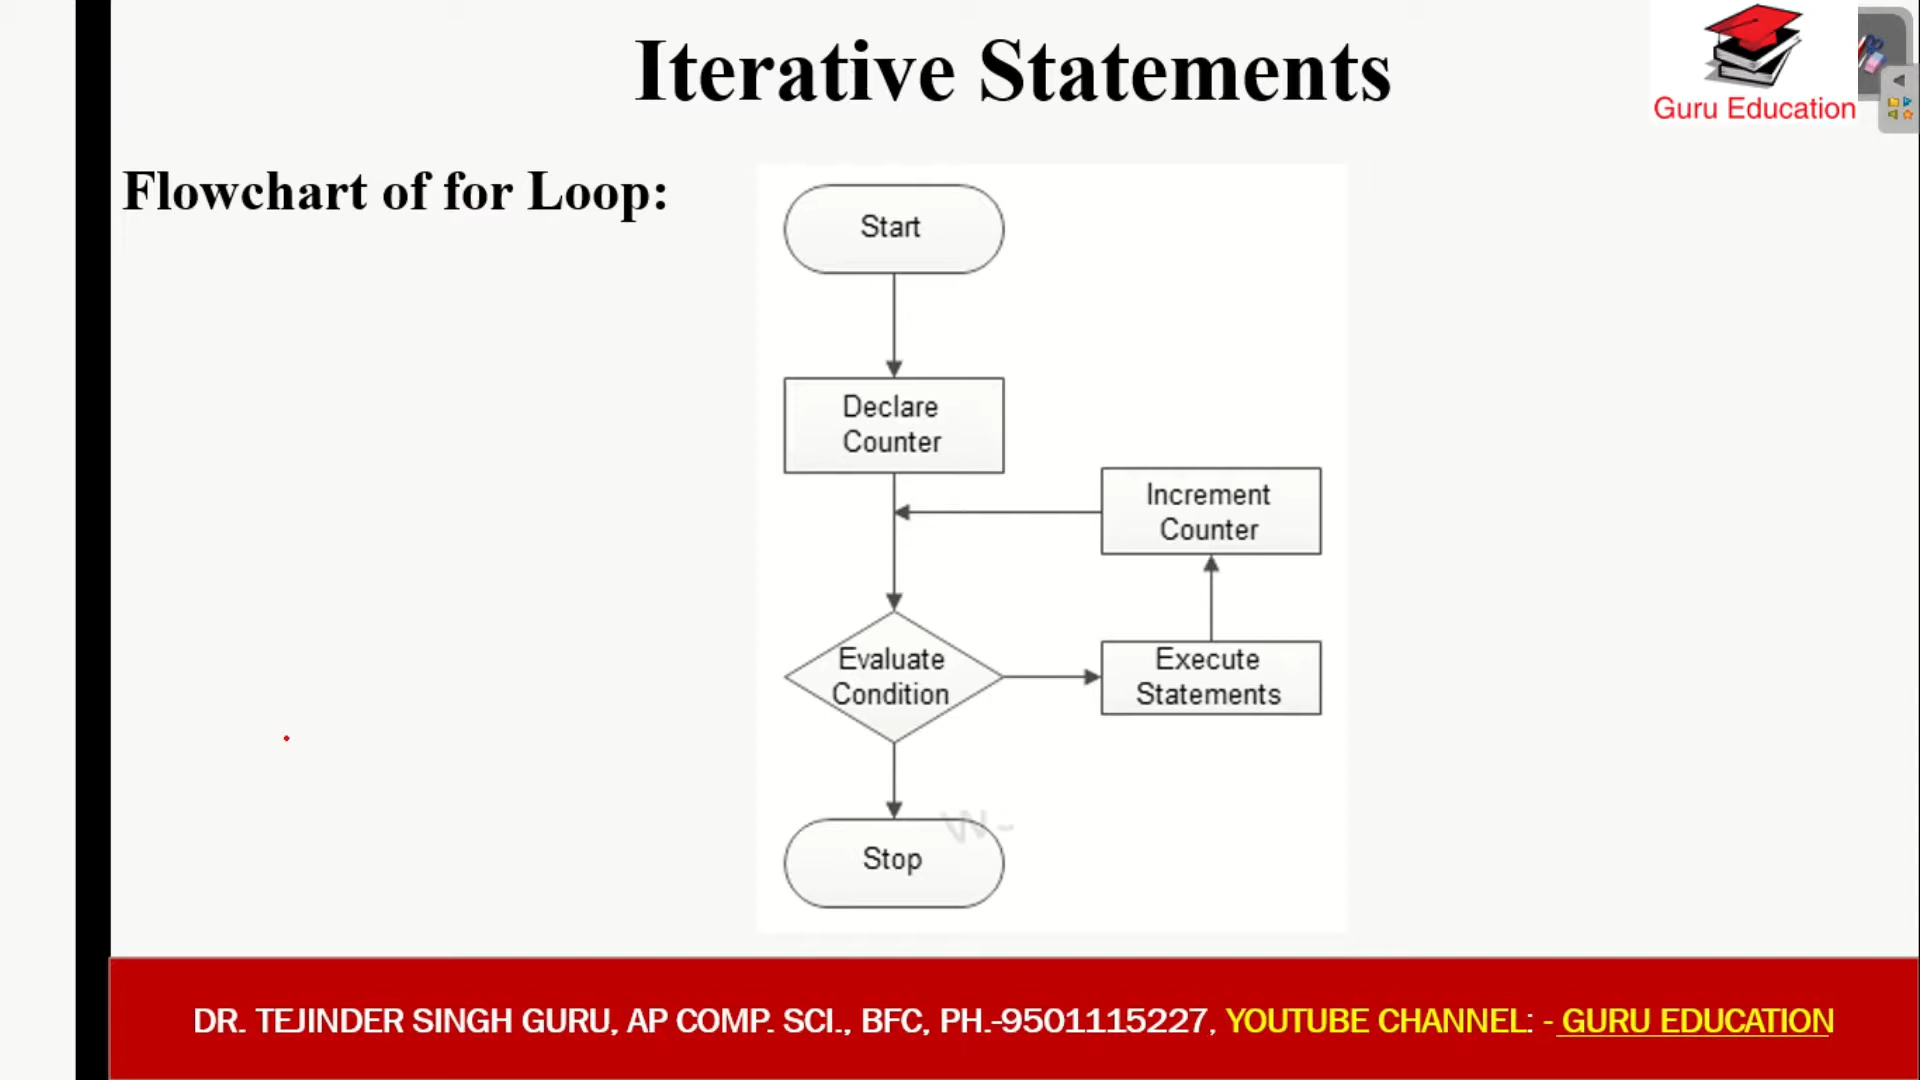 Iterative Statements
Guru Education
Flowchart of for Loop:
Start
Declare
Counter
Increment
Counter
Evaluate
Condition
Execute
Statements
Stop
DR. TEJINDER SINGH GURU, AP COMP. SCI., BFC, PH.-9501115227, YOUTUBE CHANNEL: - GURU EDUCATION